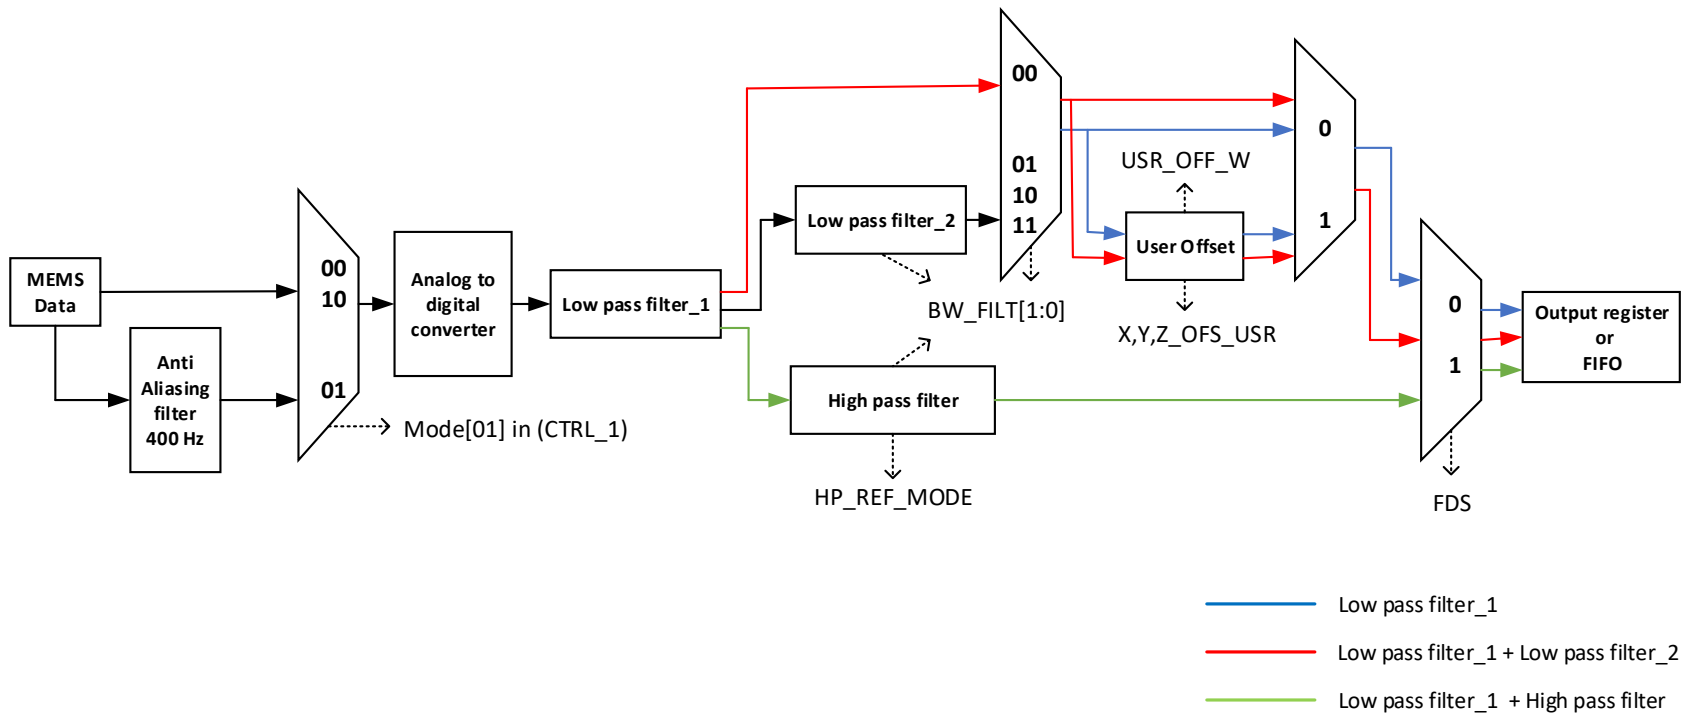 MEMS
Data
Anti
Aliasing
filter
400 Hz
00
10
01
Mode[01] in (CTRL_1)
Analog to
digital
converter
Low pass filter_1
Low pass filter_2
High pass filter
HP_REF_MODE
BW_FILT[1:0]
00
01
10
11
USR_OFF_W
User Offset
X,Y,Z_OFS_USR
0
1
0
1
FDS
Output register
or
FIFO
Low pass filter_1
Low pass filter_1 + Low pass filter_2
Low pass filter_1 + High pass filter